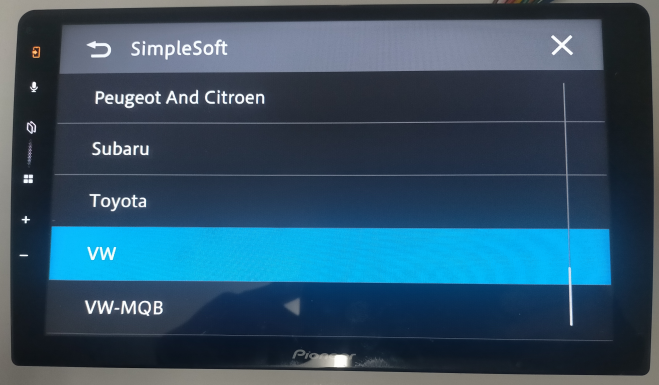 SimpleSoft
Peugeot And Citroen
Subaru
Toyota
VW
VW-MQB
Pioneer